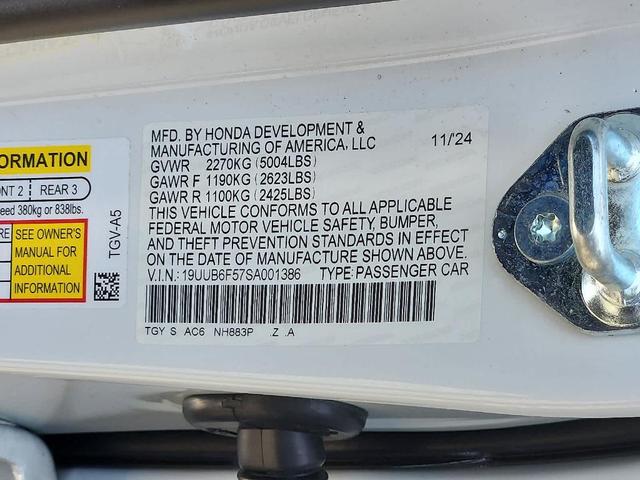 ORMATION
NT 2 REAR 3
eed 380kg or 838lbs.
RE SEE OWNER'S
MANUAL FOR
ADDITIONAL
INFORMATION
TGV-A5
MFD. BY HONDA DEVELOPMENT &
MANUFACTURING OF AMERICA, LLC 11/24
GVWR 2270KG (5004LBS)
GAWR F 1190KG (2623LBS)
GAWR R 1100KG (2425LBS)
THIS VEHICLE CONFORMS TO ALL APPLICABLE
FEDERAL MOTOR VEHICLE SAFETY, BUMPER,
AND THEFT PREVENTION STANDARDS IN EFFECT
ON THE DATE OF MANUFACTURE SHOWN ABOVE.
V.I.N.: 19UUB6F57SA001386 TYPE: PASSENGER CAR
TGY S AC6 NH883P .Z .A